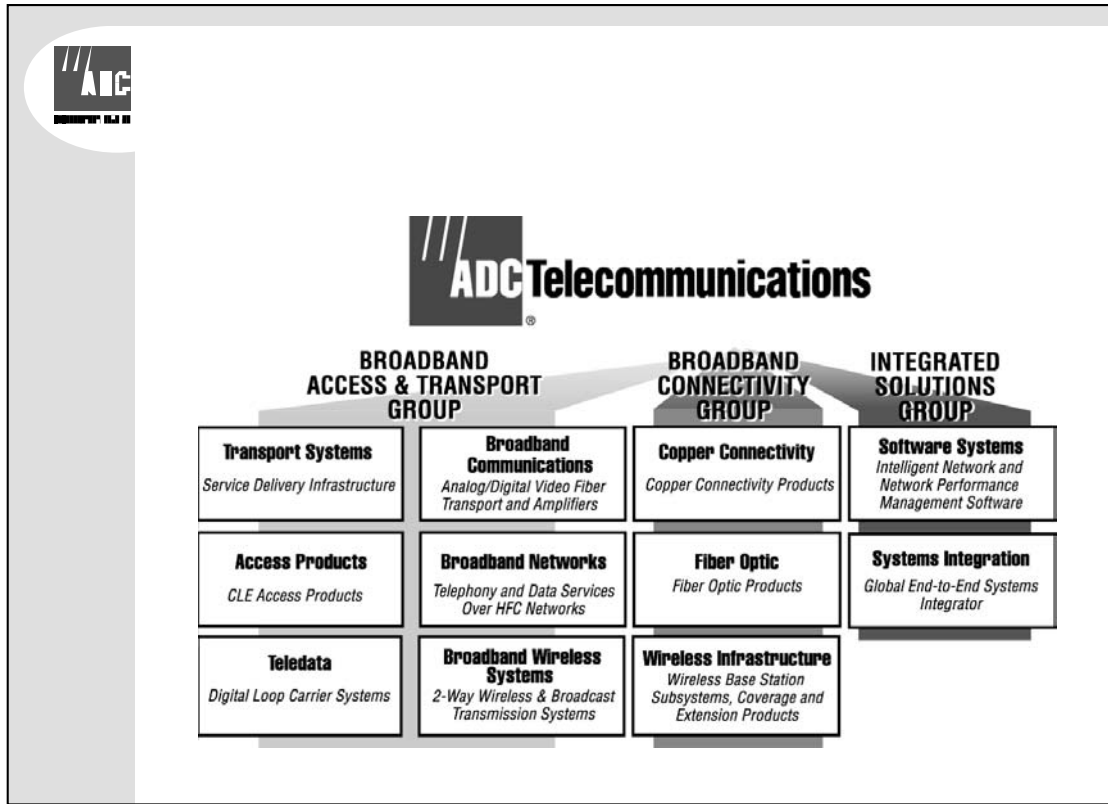 ADC
ADC Telecommunications
®
BROADBAND
ACCESS & TRANSPORT
GROUP
Transport Systems
Service Delivery Infrastructure
Access Products
CLE Access Products
Teledata
Digital Loop Carrier Systems
Broadband
Communications
Analog/Digital Video Fiber
Transport and Amplifiers
Broadband Networks
Telephony and Data Services
Over HFC Networks
Broadband Wireless
Systems
2-Way Wireless & Broadcast
Transmission Systems
BROADBAND
CONNECTIVITY
GROUP
Copper Connectivity
Copper Connectivity Products
Fiber Optic
Fiber Optic Products
Wireless Infrastructure
Wireless Base Station
Subsystems, Coverage and
Extension Products
INTEGRATED
SOLUTIONS
GROUP
Software Systems
Intelligent Network and
Network Performance
Management Software
Systems Integration
Global End-to-End Systems
Integrator